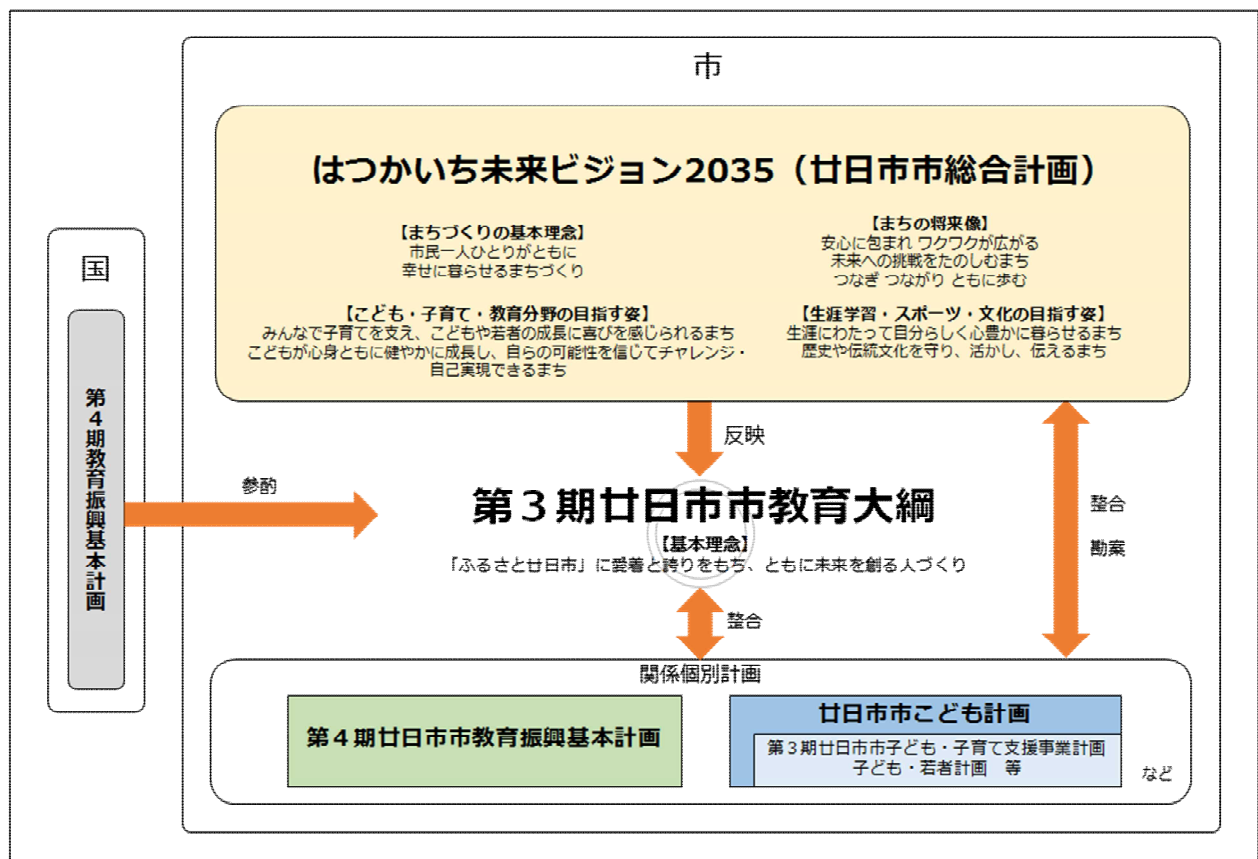 市
はつかいち未来ビジョン2035（廿日市市総合計画）
【まちづくりの基本理念】
市民一人ひとりがともに
幸せに暮らせるまちづくり
【まちの将来像】
安心に包まれ ワクワクが広がる
未来への挑戦をたのしむまち
つなぎ つながり ともに歩む
【こども・子育て・教育分野の目指す姿】
みんなで子育てを支え、こどもや若者の成長に喜びを感じられるまち
こどもが心身ともに健やかに成長し、自らの可能性を信じてチャレンジ・
自己実現できるまち
【生涯学習・スポーツ・文化の目指す姿】
生涯にわたって自分らしく心豊かに暮らせるまち
歴史や伝統文化を守り、活かし、伝えるまち
国
第４期教育振興基本計画
参酌
反映
第３期廿日市市教育大綱
【基本理念】
「ふるさと廿日市」に愛着と誇りをもち、ともに未来を創る人づくり
整合
勘案
整合
関係個別計画
第４期廿日市市教育振興基本計画
廿日市市こども計画
第３期廿日市市子ども・子育て支援事業計画
子ども・若者計画　等
など